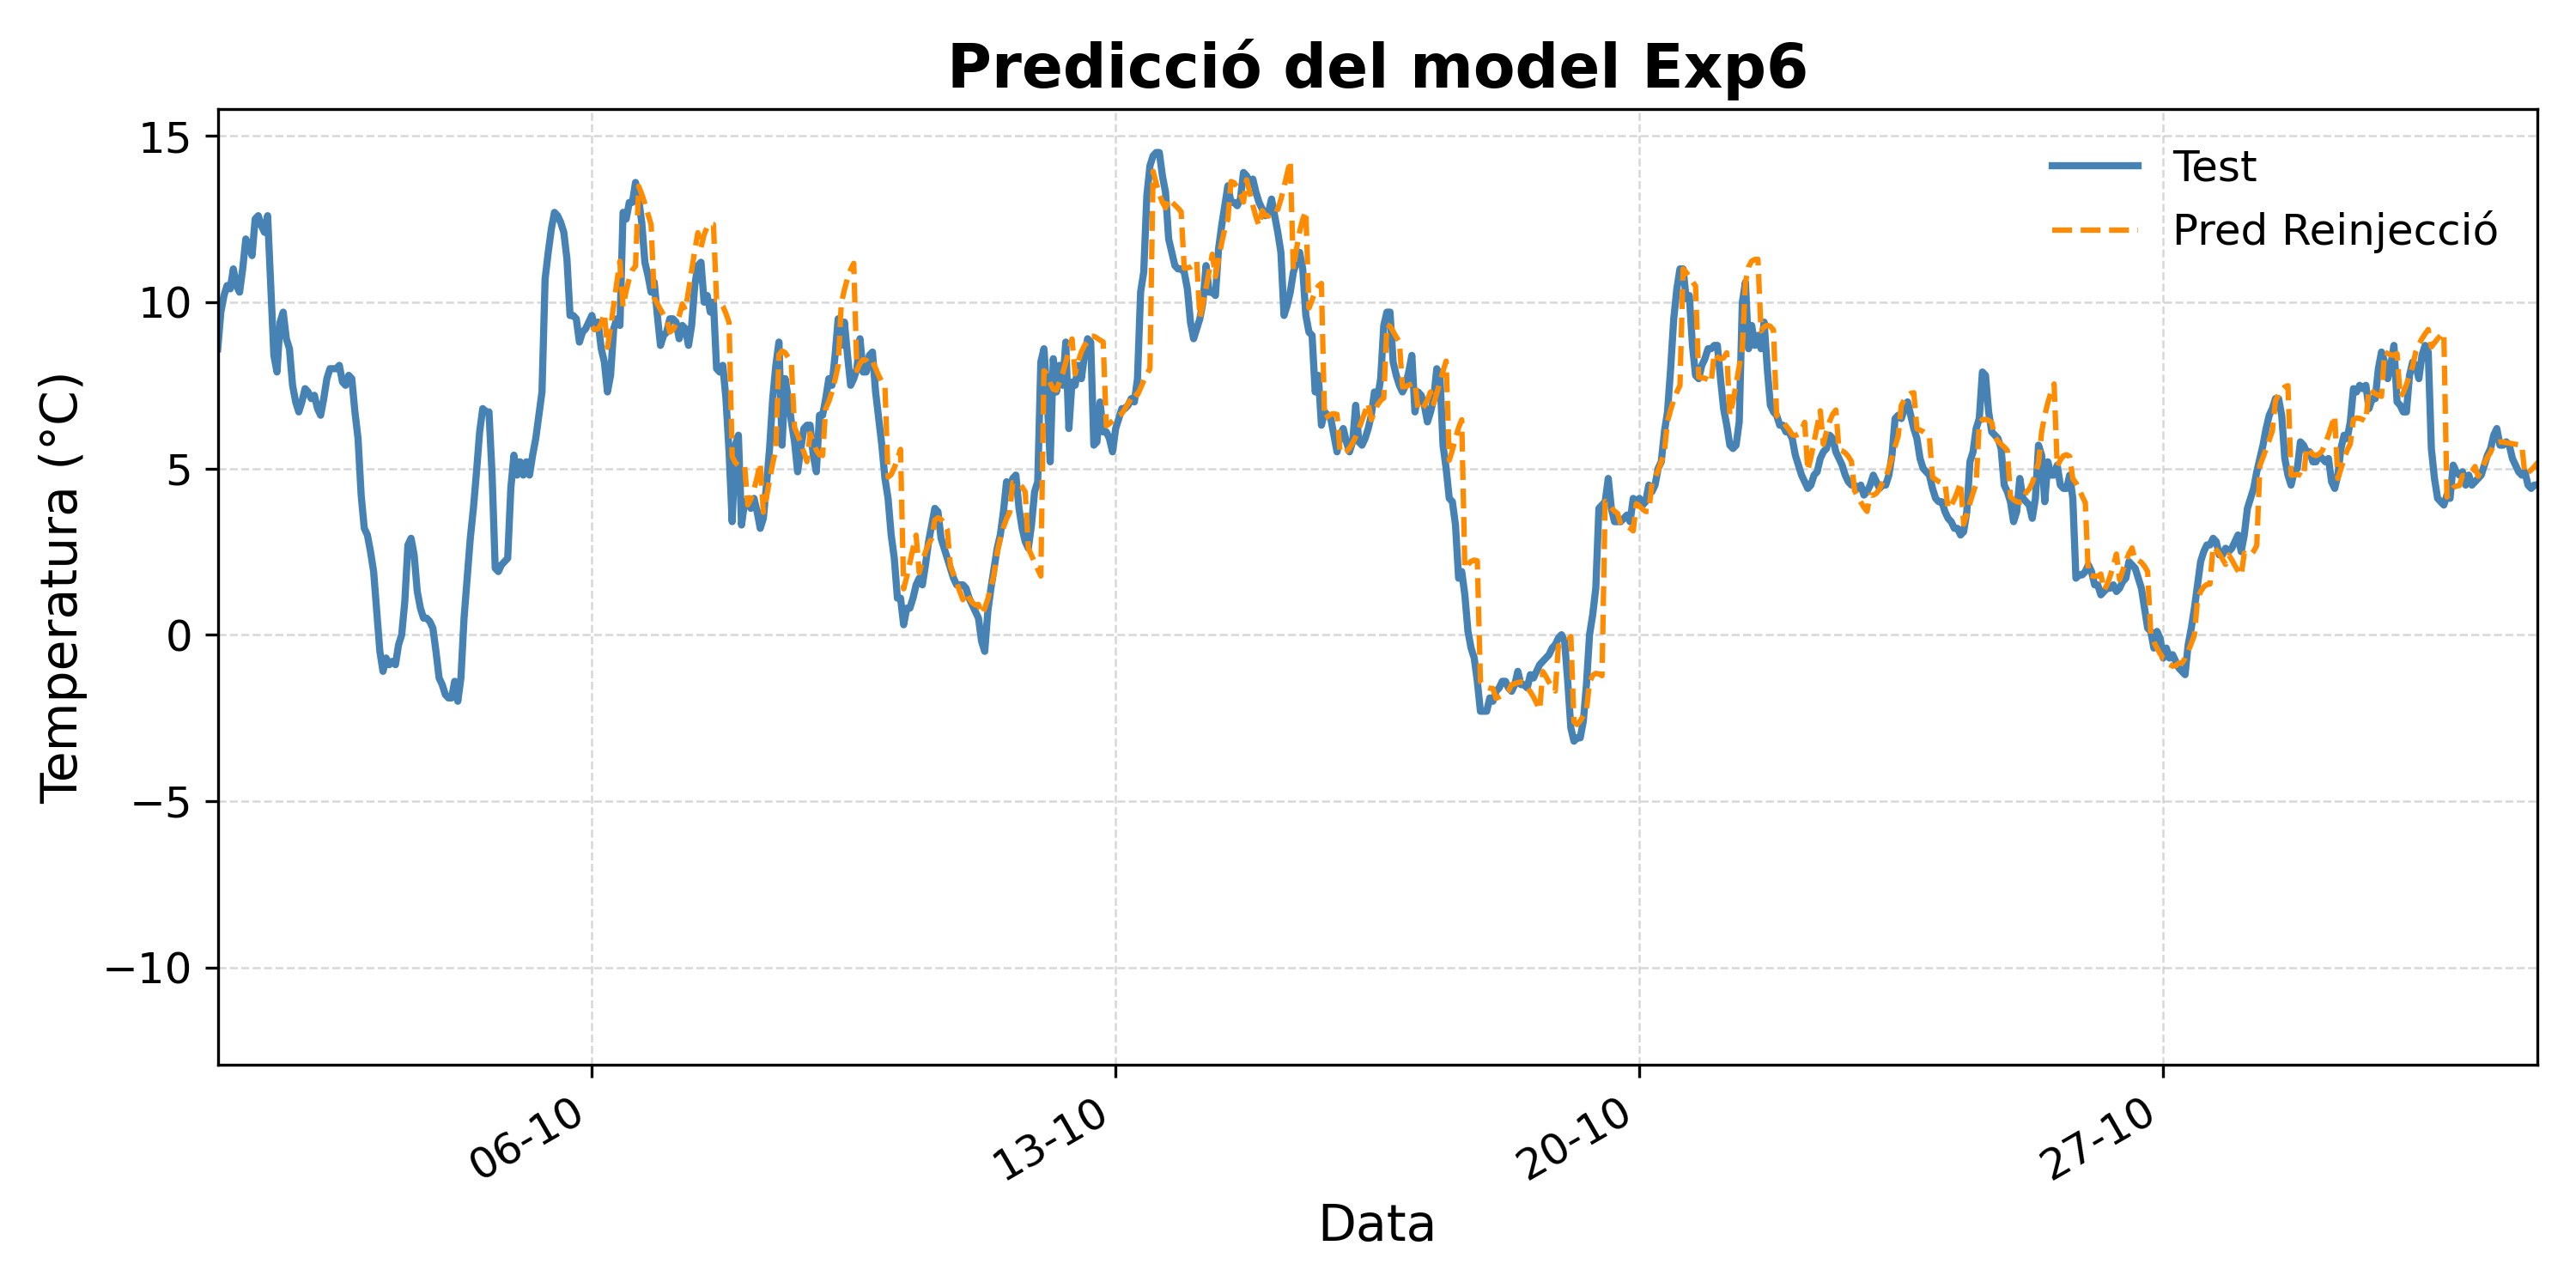 Predicció del model Exp6
15
10
5
0
−5
−10
Temperatura (°C)
Test
Pred Reinjecció
06-10
13-10
20-10
27-10
Data